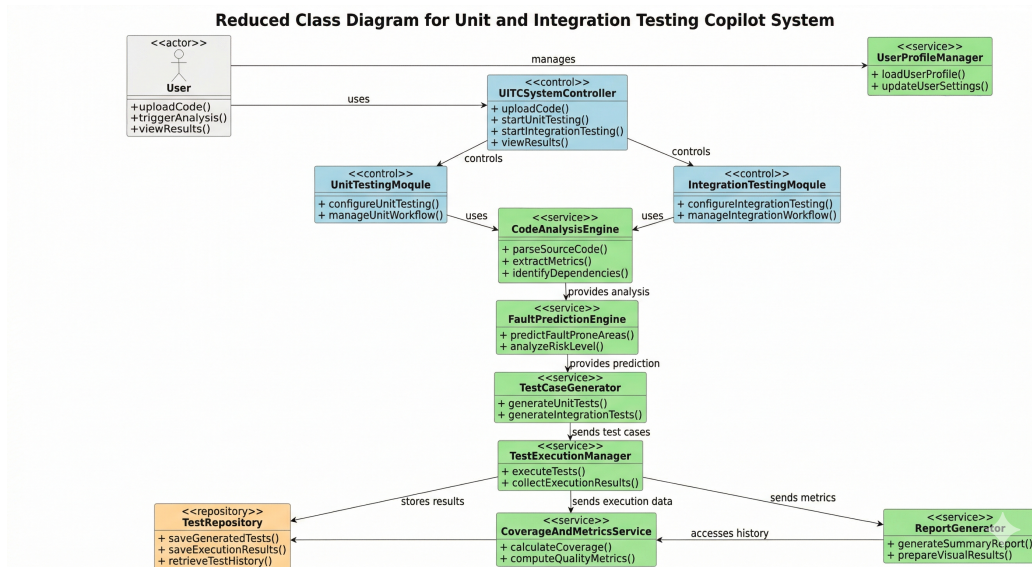 Reduced Class Diagram for Unit and Integration Testing Copilot System
<<actor>>
User
+uploadCode()
+triggerAnalysis()
+viewResults()
manages
<<service>>
UserProfileManager
+ loadUserProfile()
+ updateUserSettings()
uses
<<control>>
UITCSystemController
+ uploadCode()
+ startUnitTesting()
+ startIntegrationTesting()
+ viewResults()
controls
controls
<<control>>
UnitTestingMoqule
+ configureUnitTesting()
+ manageUnitWorkflow()
<<control>>
IntegrationTestingMoqule
+ configureIntegrationTesting()
+ manageIntegrationWorkflow()
uses
uses
<<service>>
CodeAnalysisEngine
+ parseSourceCode()
+ extractMetrics()
+ identifyDependencies()
provides analysis
<<service>>
FaultPredictionEngine
+ predictFaultProneAreas()
+ analyzeRiskLevel()
provides prediction
<<service>>
TestCaseGenerator
+ generateUnitTests()
+ generateIntegrationTests()
sends test cases
<<service>>
TestExecutionManager
+ executeTests()
+ collectExecutionResults()
stores results
sends execution data
sends metrics
<<repository>>
TestRepository
+ saveGeneratedTests()
+ saveExecutionResults()
+ retrieveTestHistory()
<<service>>
CoverageAndMetricsService
+ calculateCoverage()
+ computeQualityMetrics()
accesses history
<<service>>
ReportGenerator
+ generateSummaryReport()
+ prepareVisualResults()